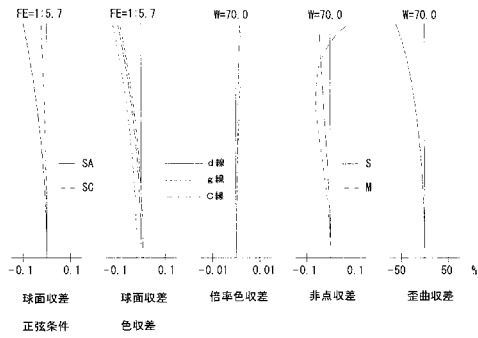 FE=1:5.7 FE=1:5.7 W=70.0 W=70.0 W=70.0
SA
SC
d線
g線
C線
S
M
-0.1 0.1 -0.1 0.1 -0.01 0.01 -0.1 0.1 -50 50 %
球面収差 球面収差 倍率色収差 非点収差 歪曲収差
正弦条件 色収差